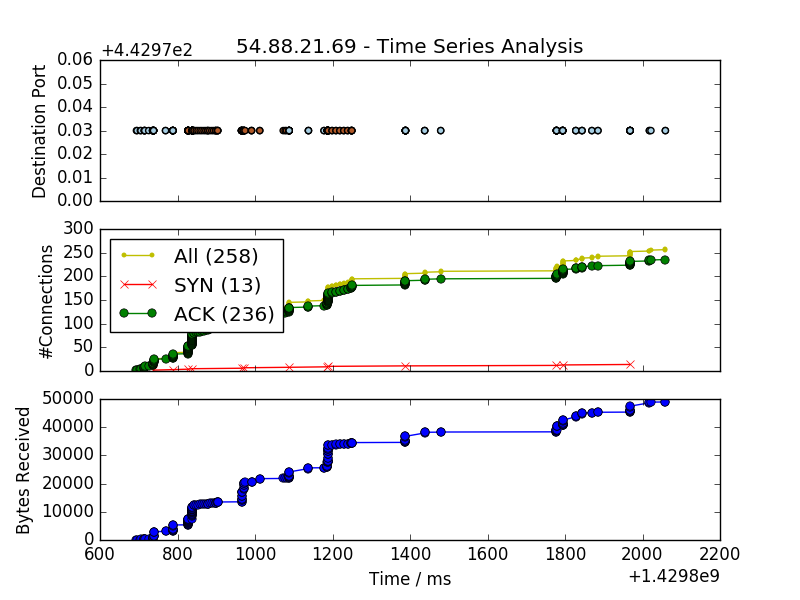 +4.4297e2
54.88.21.69 - Time Series Analysis
0.06
0.05
0.04
0.03
0.02
0.01
0.00
Destination Port
300
250
200
150
100
50
0
#Connections
All (258)
SYN (13)
ACK (236)
50000
40000
30000
20000
10000
0
Bytes Received
600 800 1000 1200 1400 1600 1800 2000 2200
Time / ms
+1.4298e9